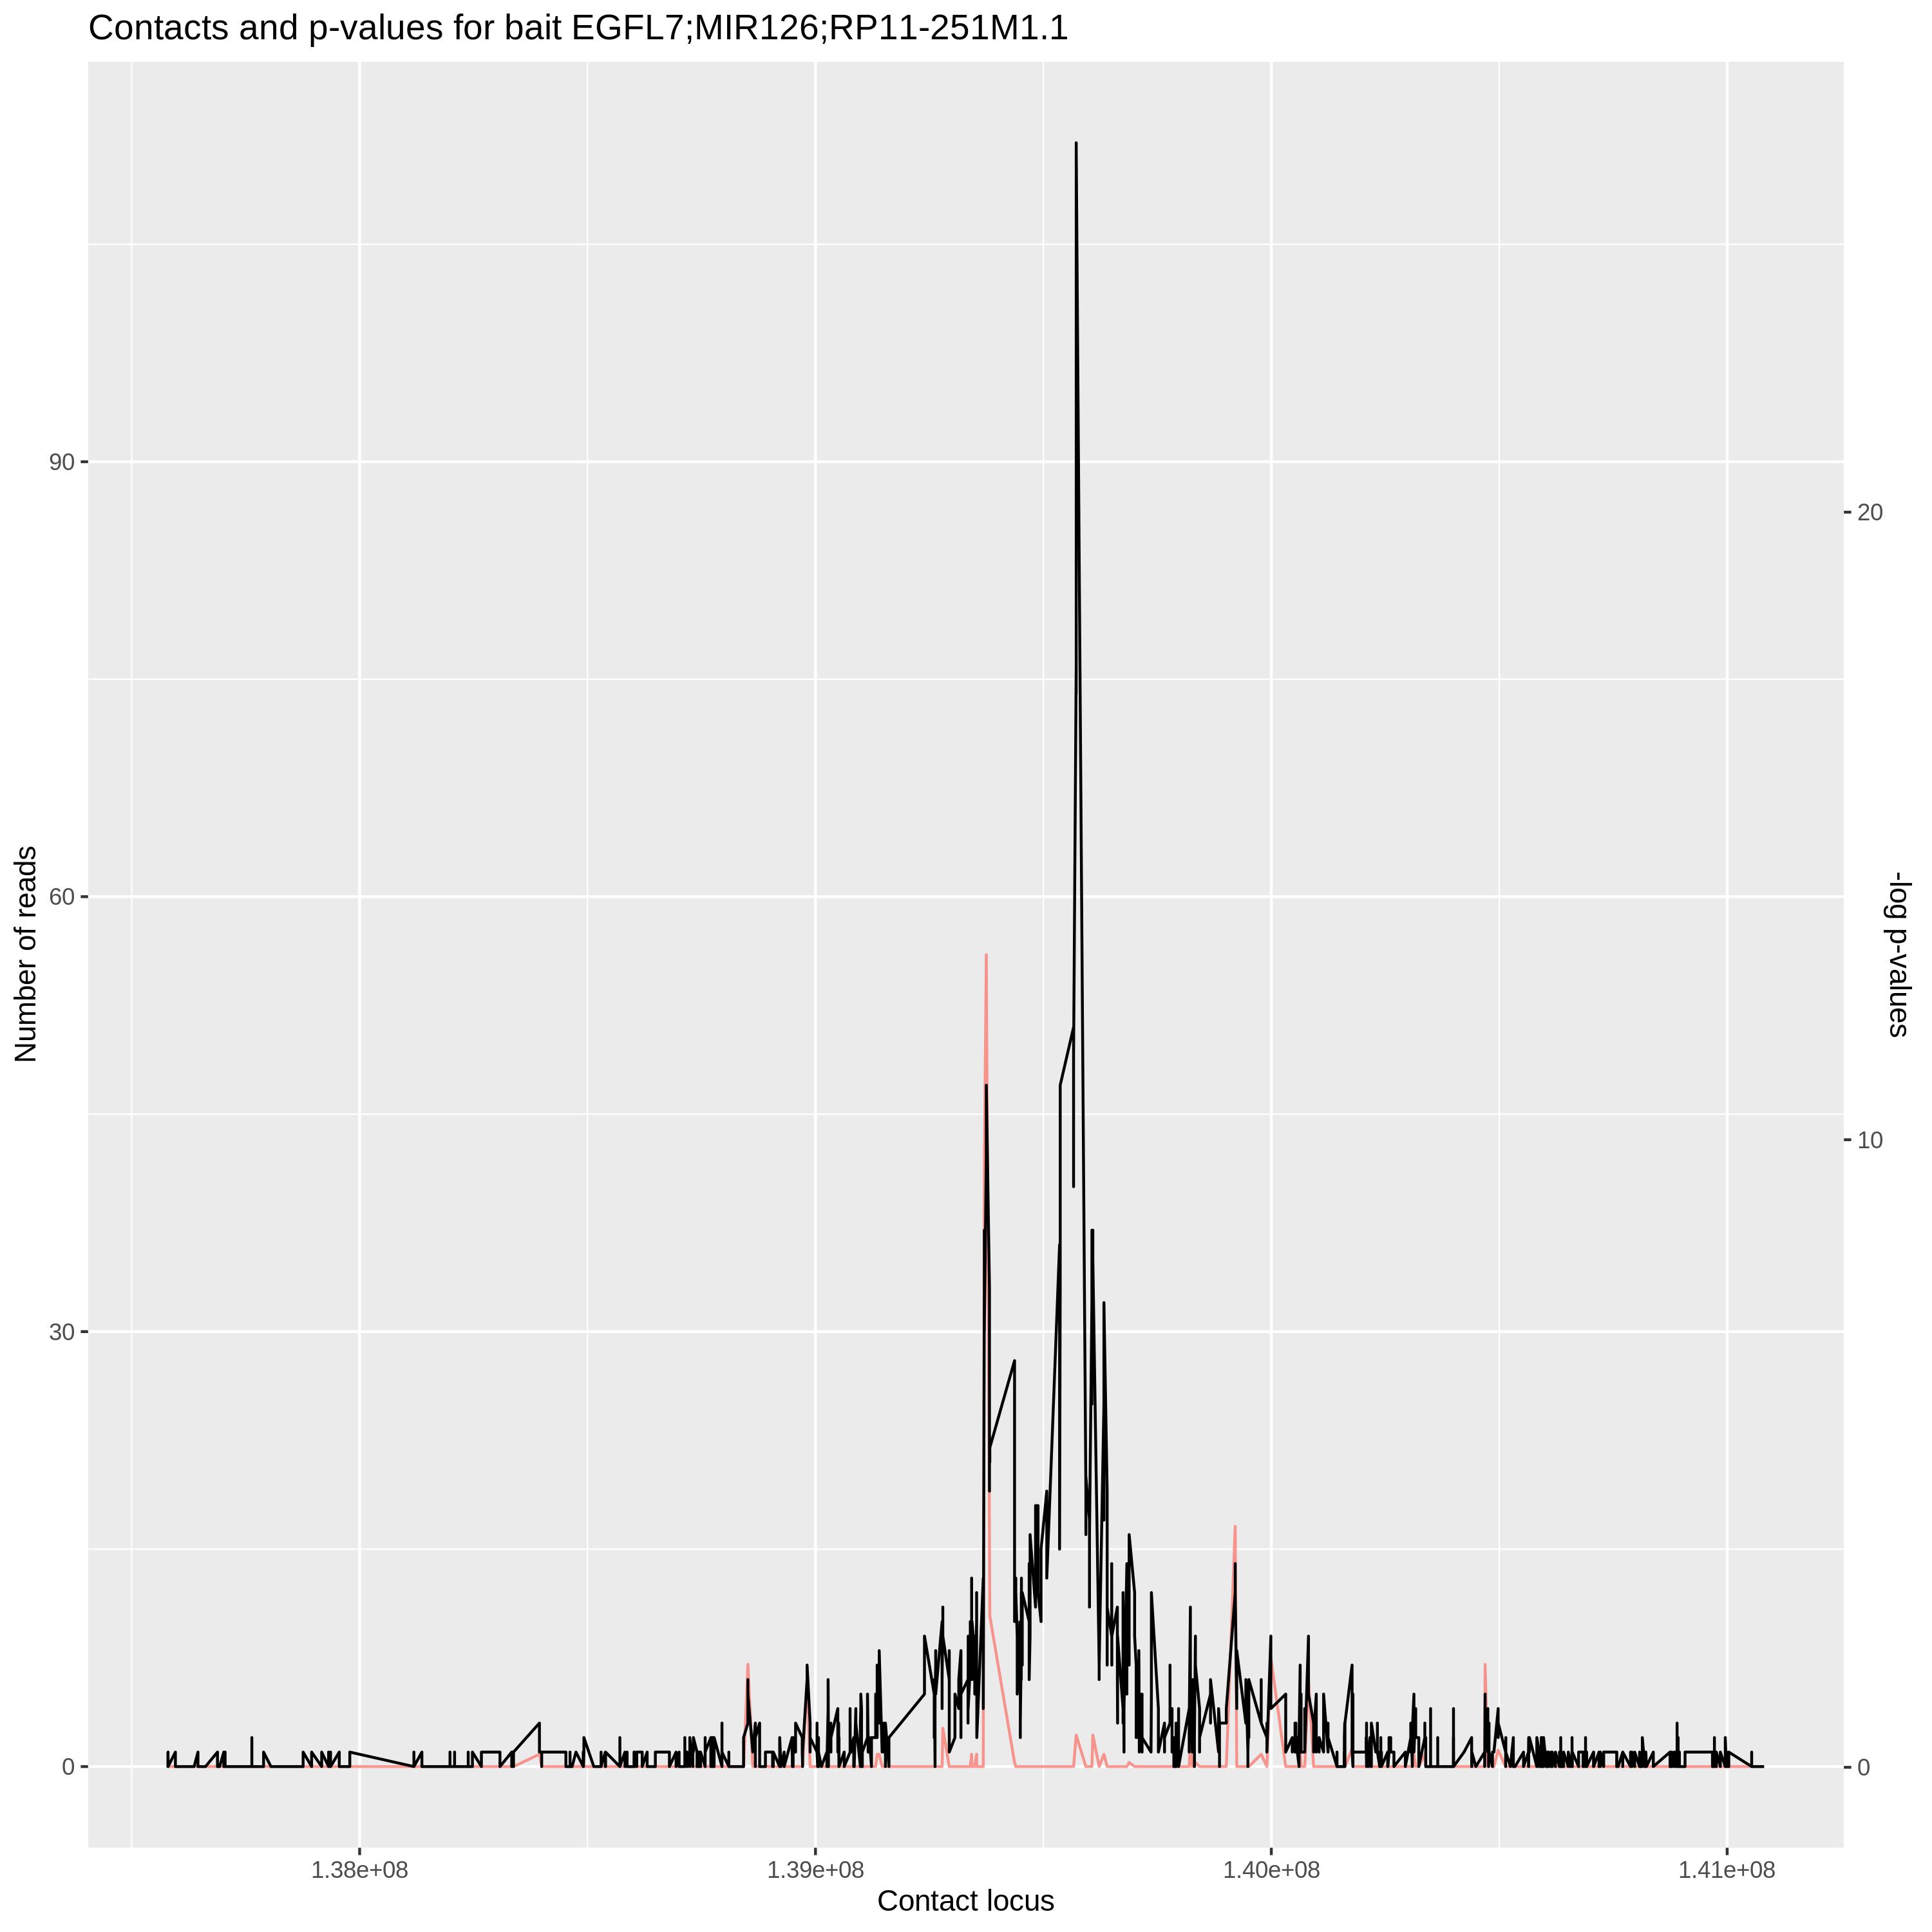 Contacts and p-values for bait EGFL7;MIR126;RP11-251M1.1
90
60
30
0
20
10
0
Number of reads
-log p-values
1.38e+08
1.39e+08
1.40e+08
1.41e+08
Contact locus